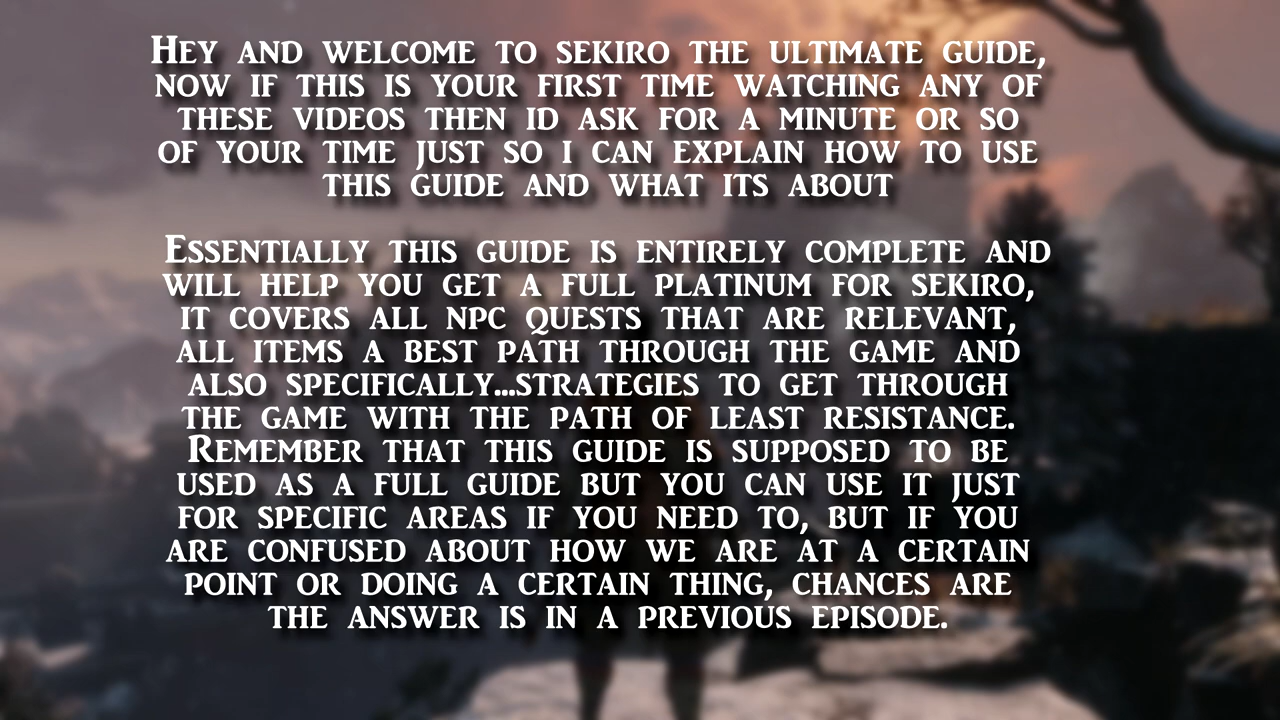 Hey and welcome to sekiro the ultimate guide,
now if this is your first time watching any of
these videos then id ask for a minute or so
of your time just so i can explain how to use
this guide and what its about
Essentially this guide is entirely complete and
will help you get a full platinum for sekiro,
it covers all npc quests that are relevant,
all items a best path through the game and
also specifically...strategies to get through
the game with the path of least resistance.
Remember that this guide is supposed to be
used as a full guide but you can use it just
for specific areas if you need to, but if you
are confused about how we are at a certain
point or doing a certain thing, chances are
the answer is in a previous episode.